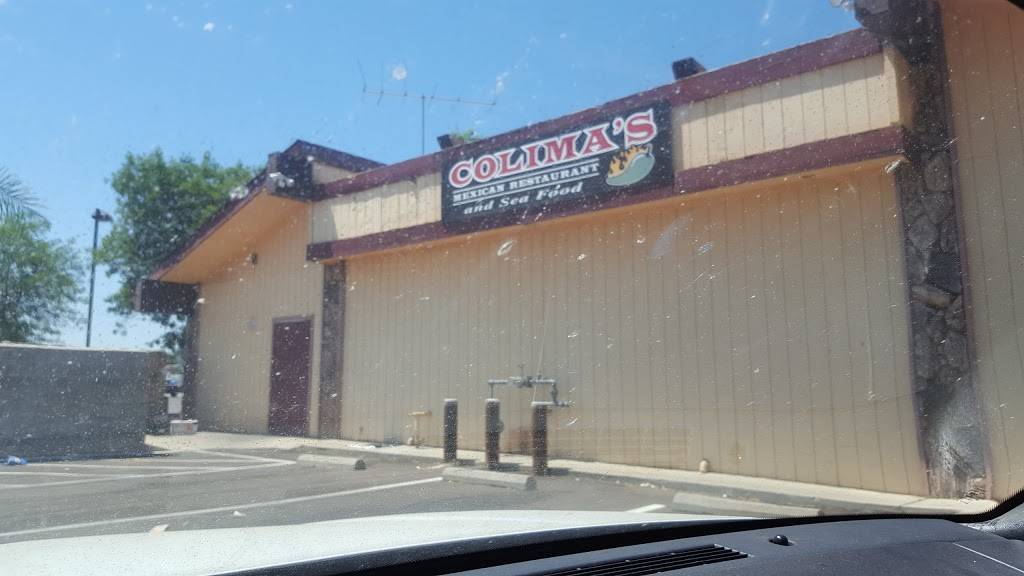 COLIMA'S
MEXICAN RESTAURANT
and Sea Food